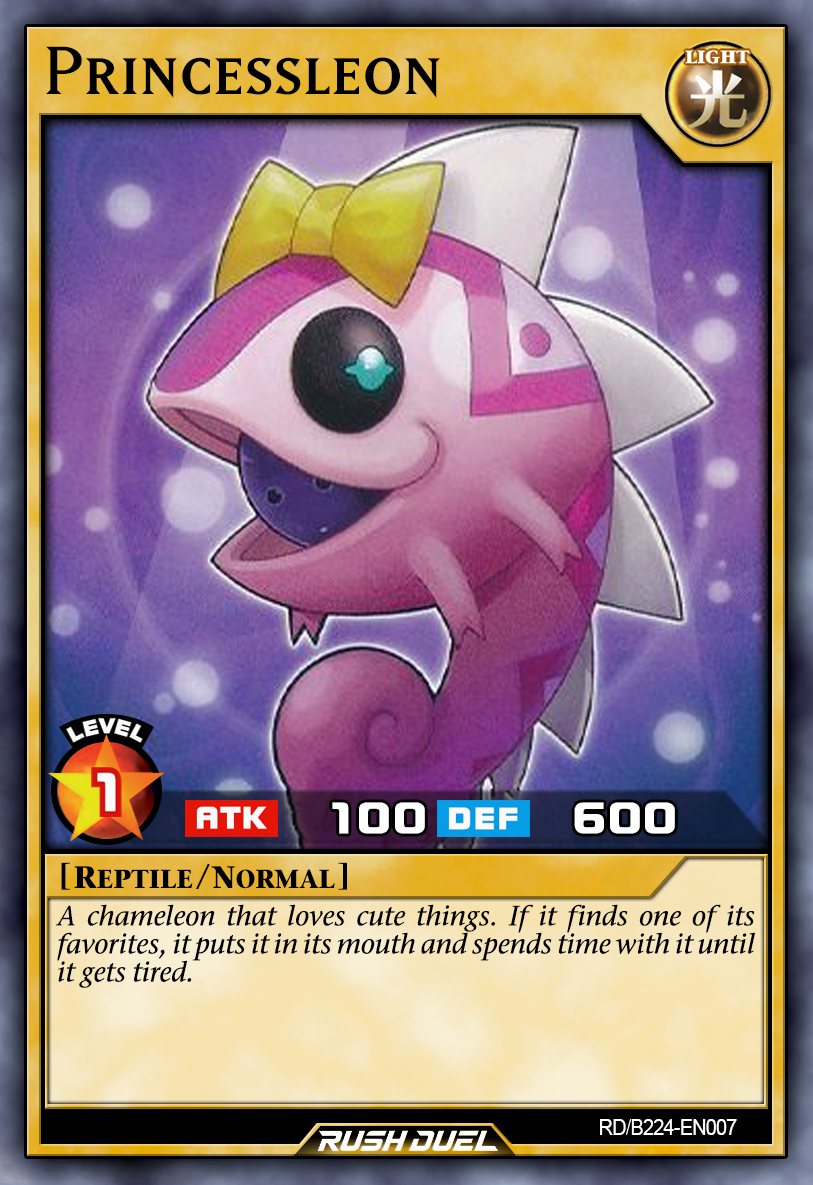 PRINCESSLEON
LIGHT
光
LEVEL
1
ATK 100 DEF 600
[REPTILE/NORMAL]
A chameleon that loves cute things. If it finds one of its
favorites, it puts it in its mouth and spends time with it until
it gets tired.
RD/B224-EN007
RUSH DUEL